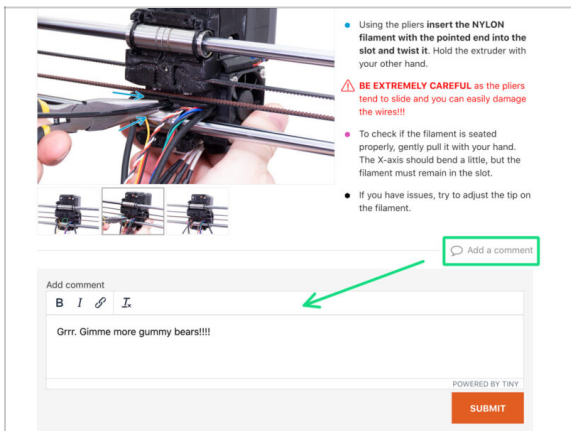 Using the pliers insert the NYLON
filament with the pointed end into the
slot and twist it. Hold the extruder with
your other hand.
BE EXTREMELY CAREFUL as the pliers
tend to slide and you can easily damage
the wires!!!
To check if the filament is seated
properly, gently pull it with your hand.
The X-axis should bend a little, but the
filament must remain in the slot.
If you have issues, try to adjust the tip on
the filament.
Add a comment
Add comment
B I
Grrr. Gimme more gummy bears!!!!
POWERED BY TINY
SUBMIT